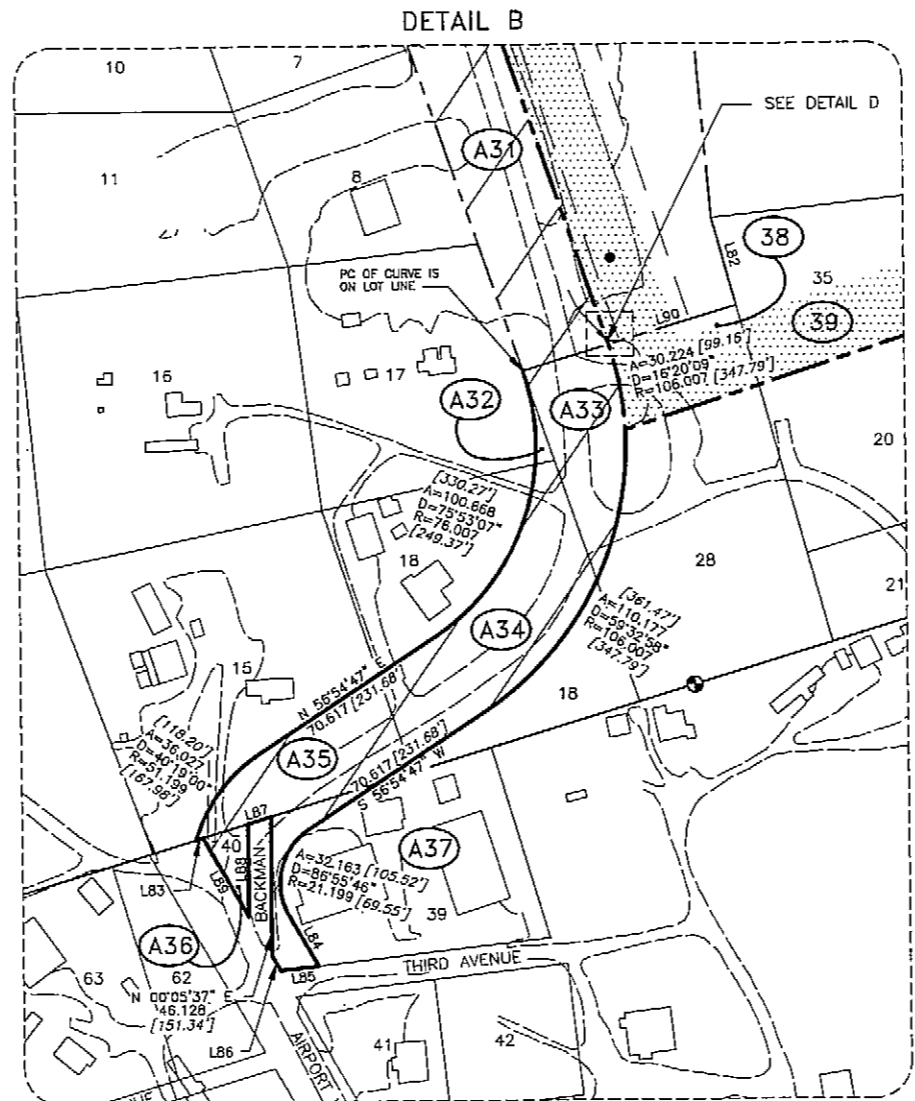 DETAIL B
10
7
SEE DETAIL D
A31
11
8
38
L82
35
PC OF CURVE IS
ON LOT LINE
L90
39
A=30.224 [99.16']
D=16°20'09"
R=106.007 [347.79']
16
17
A32
A33
20
[330.27']
A=100.668
D=75°53'07"
R=76.007
[249.37']
18
28
[361.47']
A=110.177
D=59°32'58"
R=106.007
[347.79']
21
A34
15
N 56°54'47" E
70.617 [231.68']
18
[118.20']
A=36.027
D=40°19'00"
R=51.199
[167.98']
A35
70.617 [231.68']
S 56°54'47" W
L87
40
L88
BACKMAN
A=32.163 [105.52']
D=86°55'46"
R=21.199 [69.55']
A37
L83
L89
39
L84
A36
THIRD AVENUE
63
62
L85
N 00°05'37" E
46.128
[151.34']
L86
AIRPORT
41
42